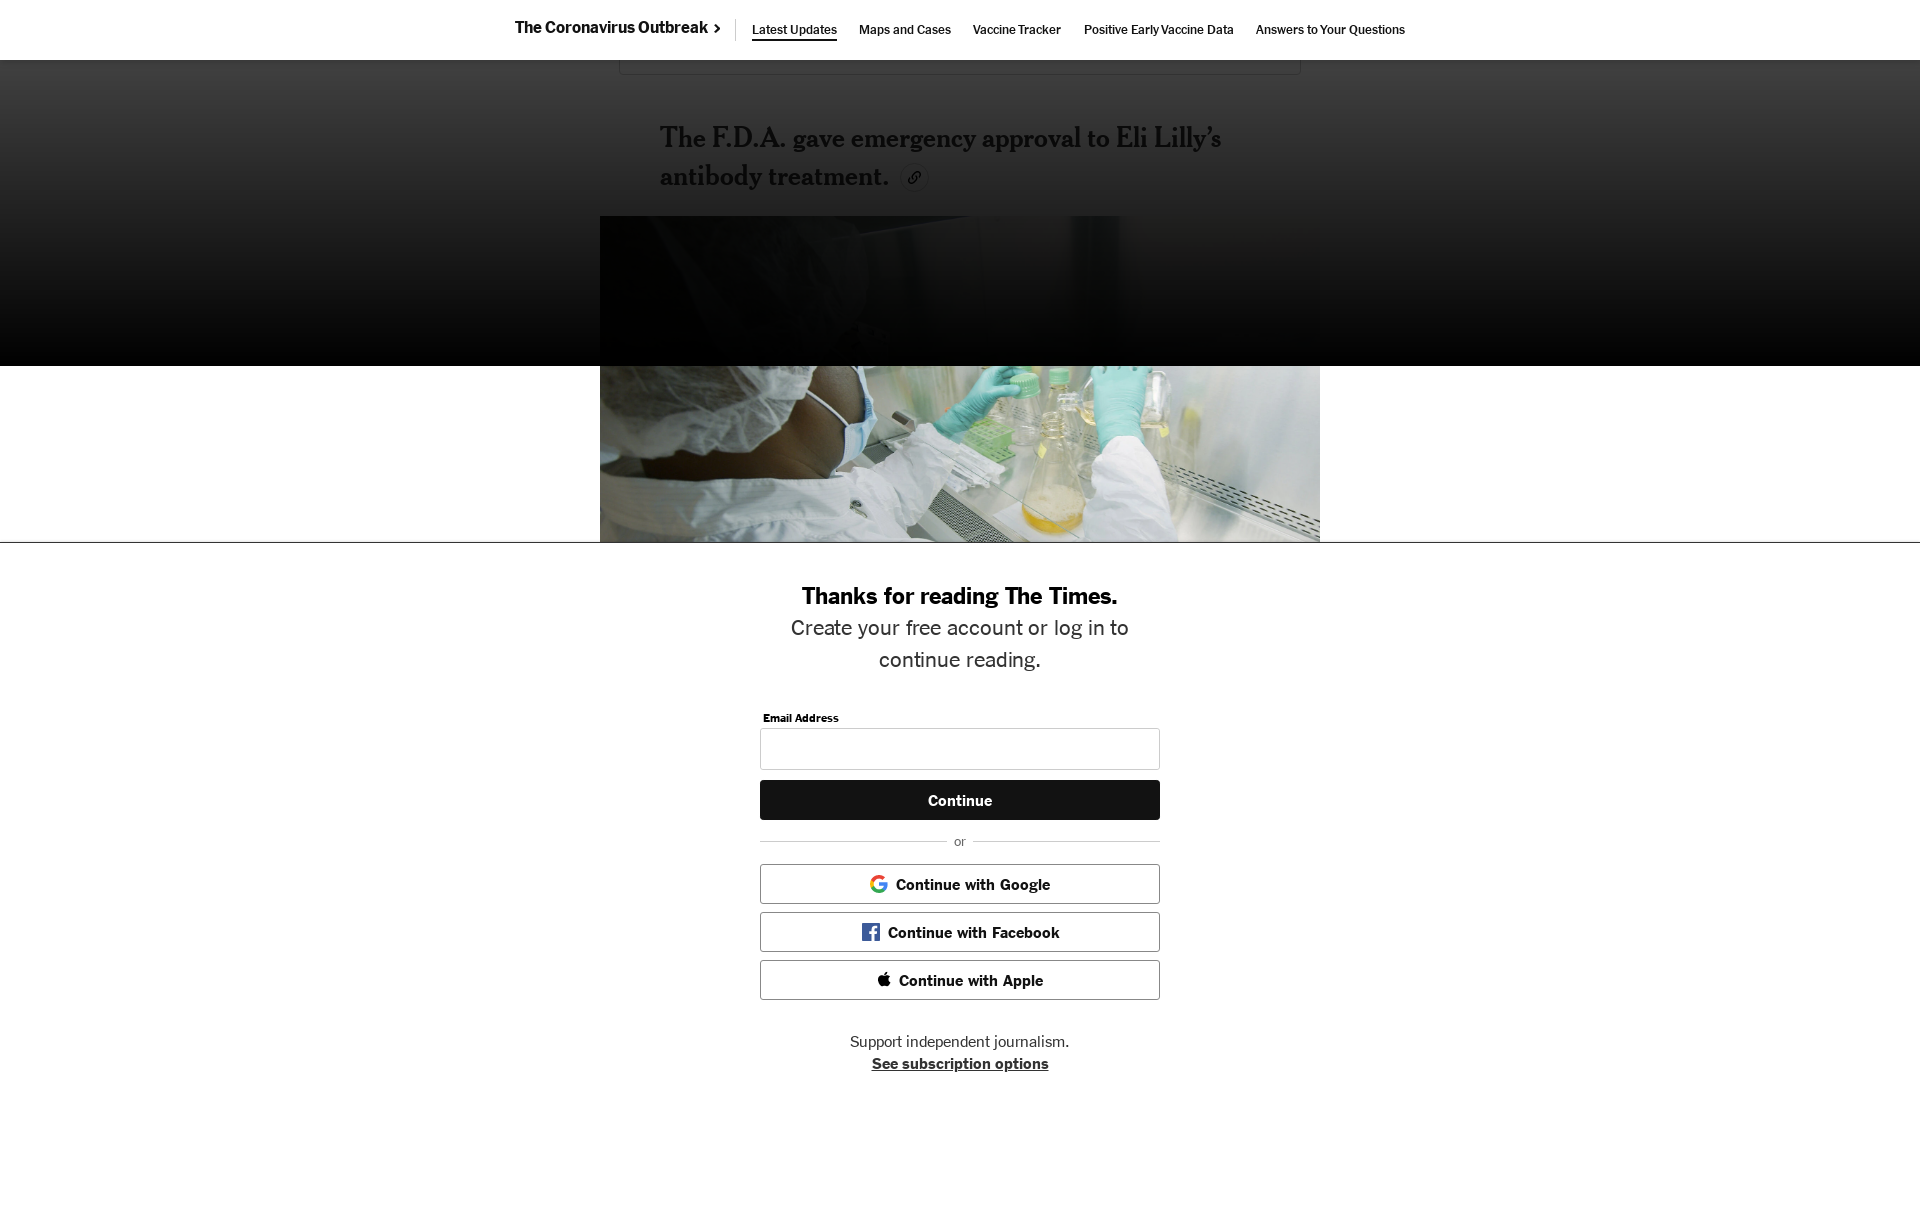 The Coronavirus Outbreak
Latest Updates
Maps and Cases
Vaccine Tracker
Positive Early Vaccine Data
Answers to Your Questions
The F.D.A. gave emergency approval to Eli Lilly’s
antibody treatment.
Thanks for reading The Times.
Create your free account or log in to
continue reading.
Email Address
Continue
or
Continue with Google
Continue with Facebook
Continue with Apple
Support independent journalism.
See subscription options